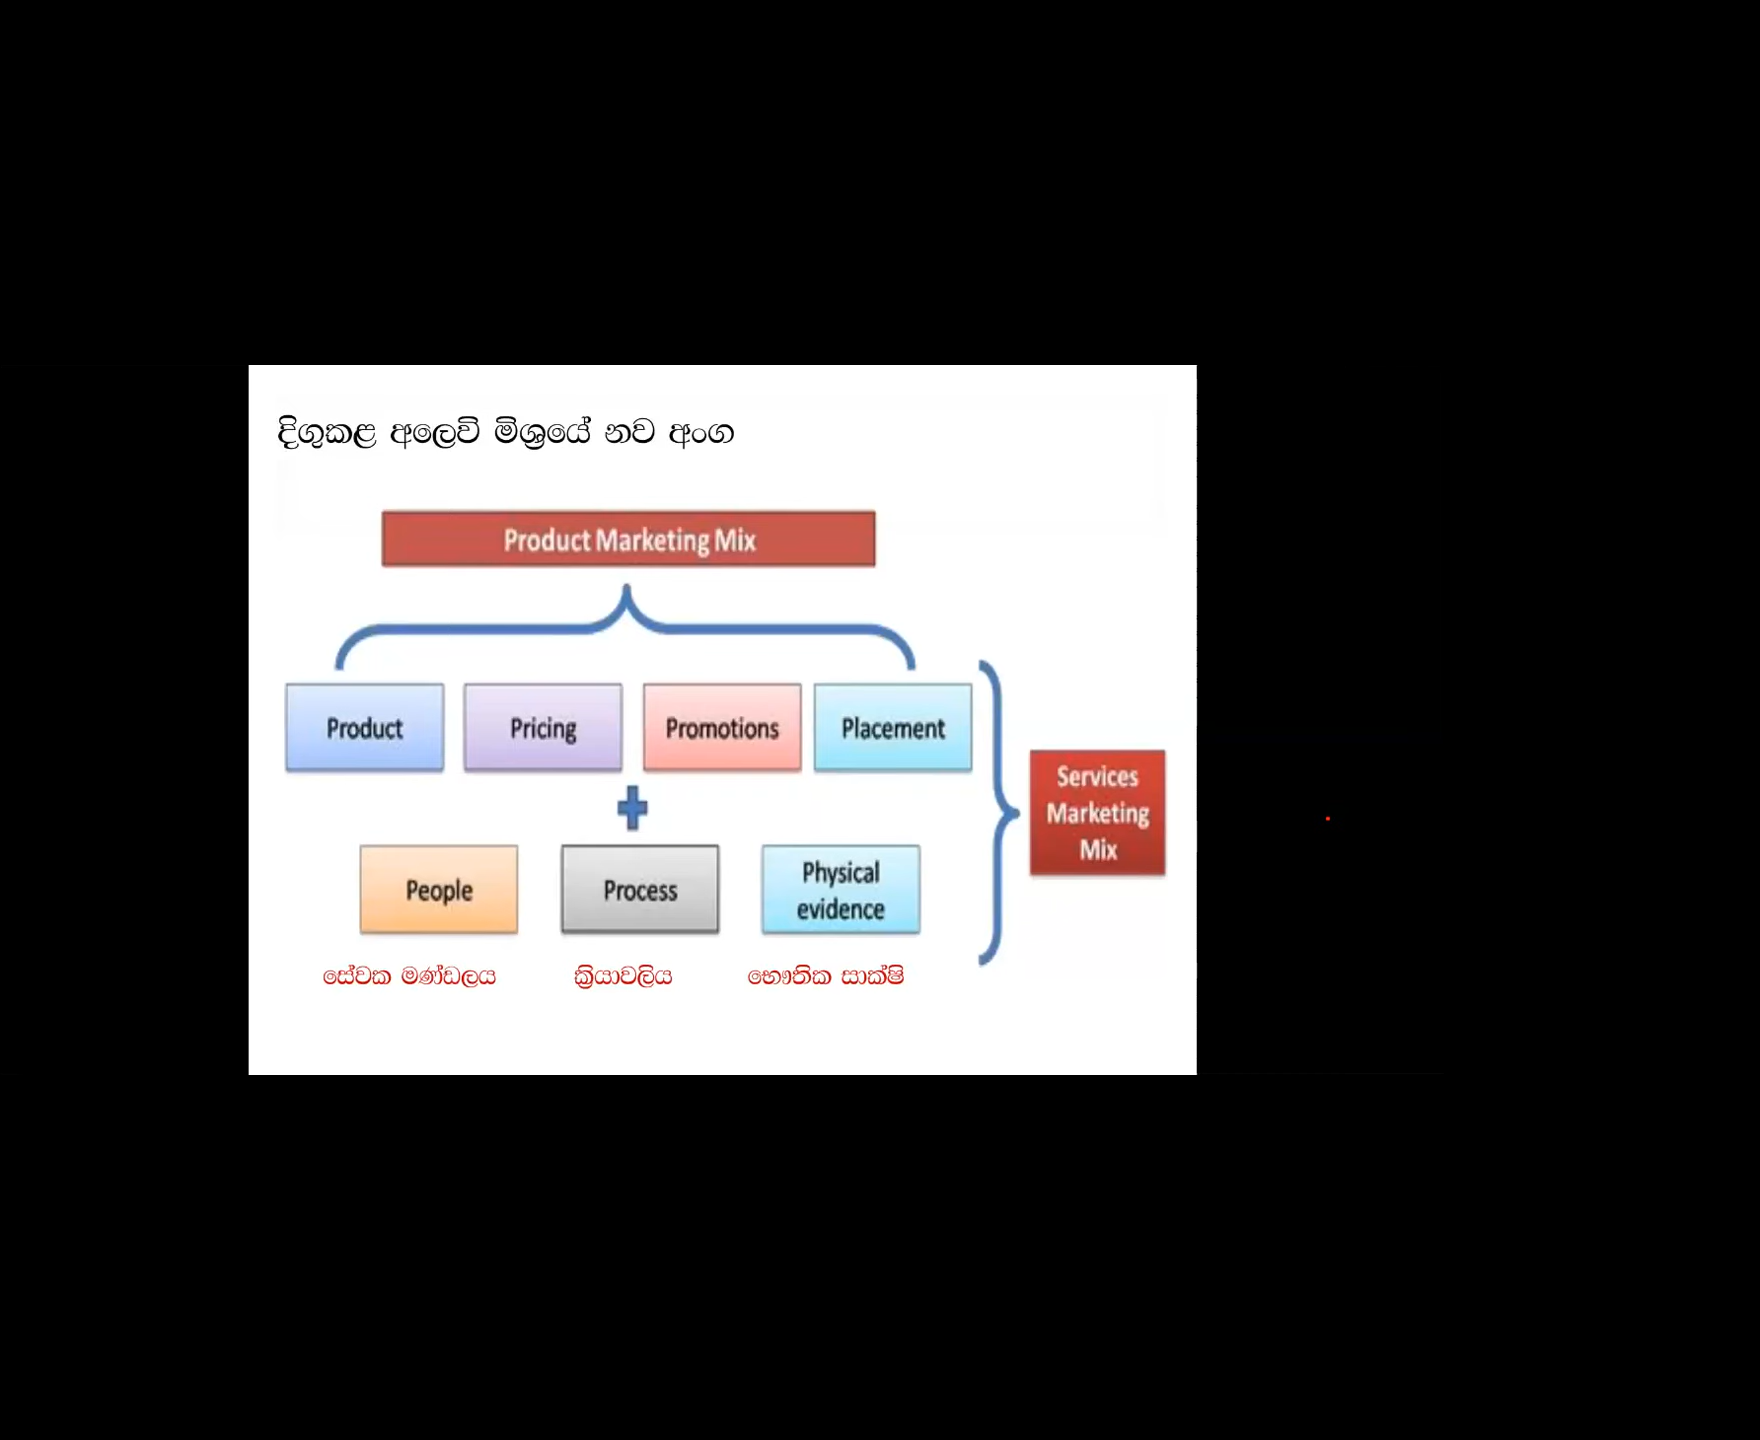 දිගුකළ අලෙවි මිශ්‍රයේ නව අංග
Product Marketing Mix
Product Pricing Promotions Placement
Services
Marketing
Mix
People Process Physical
evidence
සේවක මණ්ඩලය ක්‍රියාවලිය භෞතික සාක්ෂි